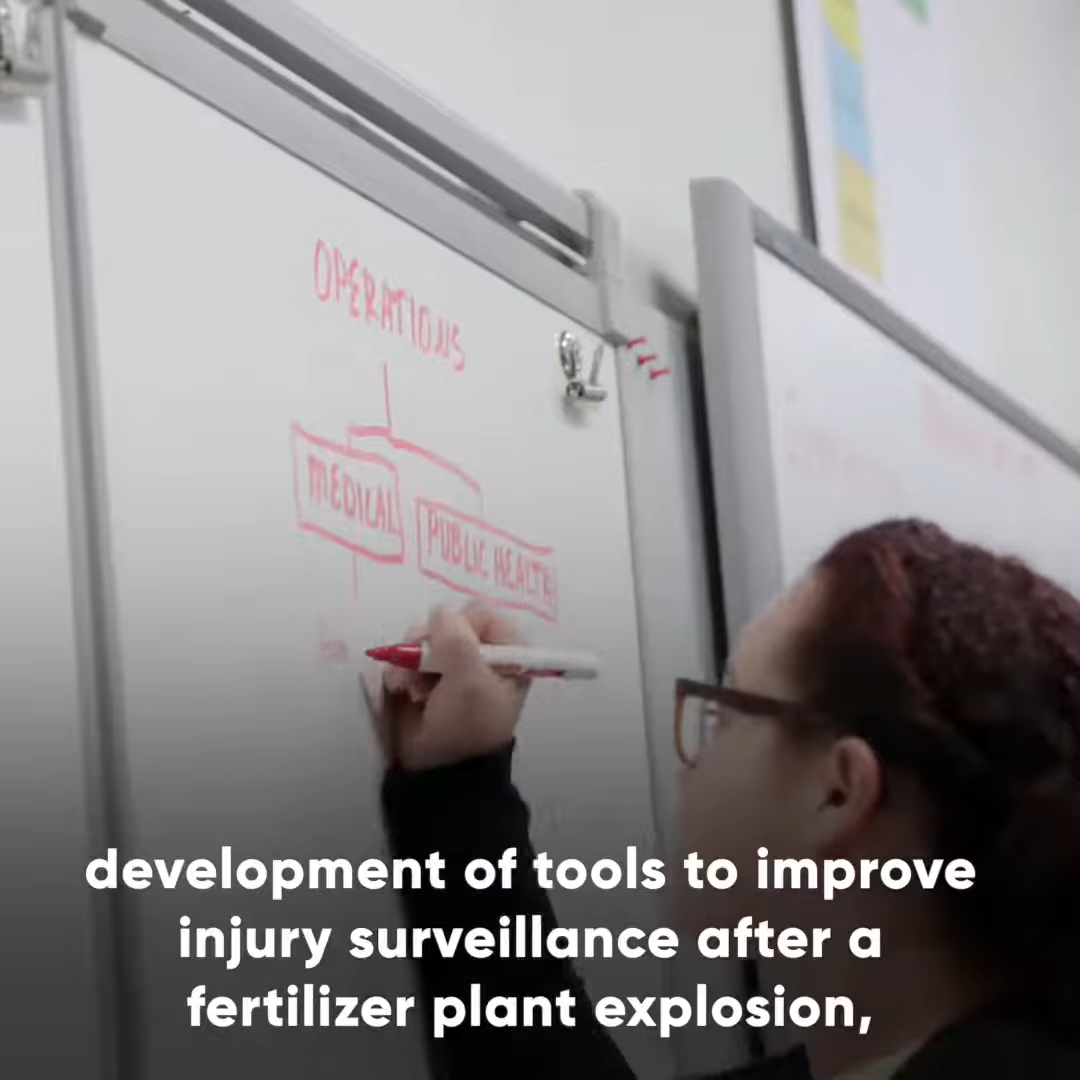 OPERATIONS
MEDICAL
PUBLIC HEALTH
development of tools to improve
injury surveillance after a
fertilizer plant explosion,